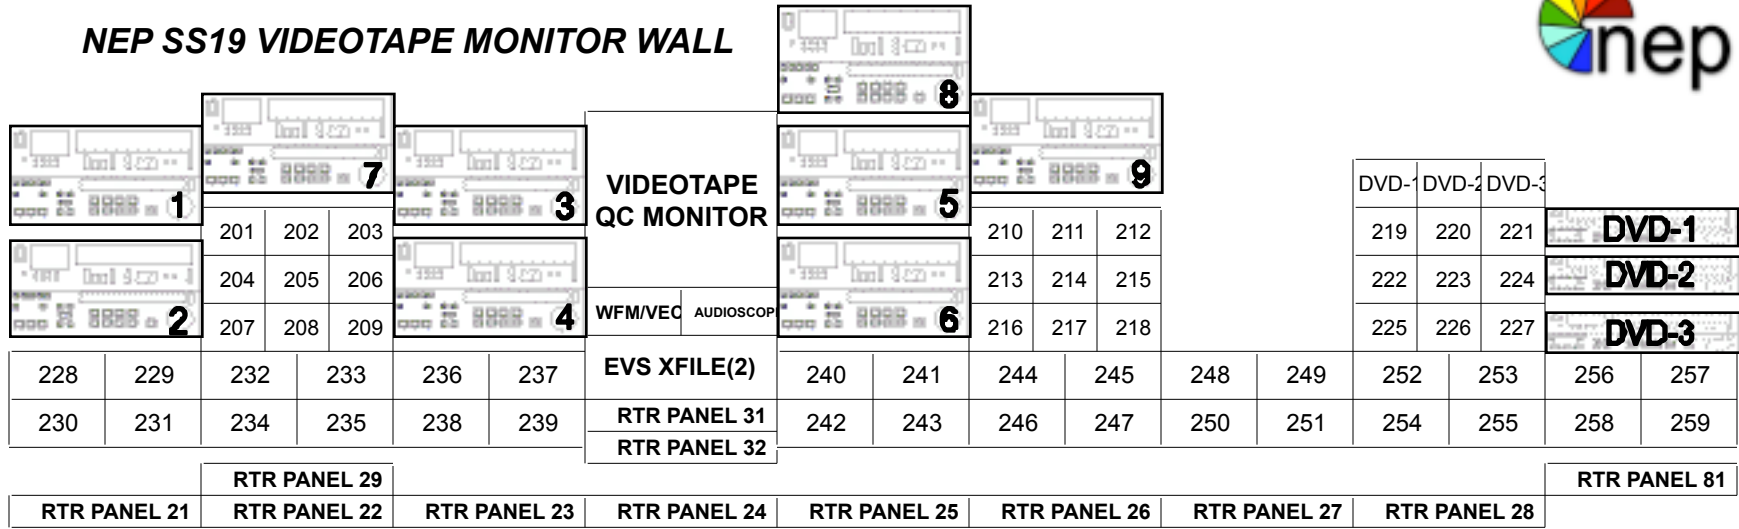 NEP SS19 VIDEOTAPE MONITOR WALL
nep
8
7
9
1
3
VIDEOTAPE
QC MONITOR
5
DVD-1 DVD-2 DVD-3
201 202 203
210 211 212
219 220 221
DVD-1
2
204 205 206
4
6
213 214 215
222 223 224
DVD-2
207 208 209
WFM/VEC AUDIOSCOP
216 217 218
225 226 227
DVD-3
228 229 232 233 236 237 EVS XFILE(2) 240 241 244 245 248 249 252 253 256 257
230 231 234 235 238 239 RTR PANEL 31 242 243 246 247 250 251 254 255 258 259
RTR PANEL 32
RTR PANEL 29 RTR PANEL 81
RTR PANEL 21 RTR PANEL 22 RTR PANEL 23 RTR PANEL 24 RTR PANEL 25 RTR PANEL 26 RTR PANEL 27 RTR PANEL 28